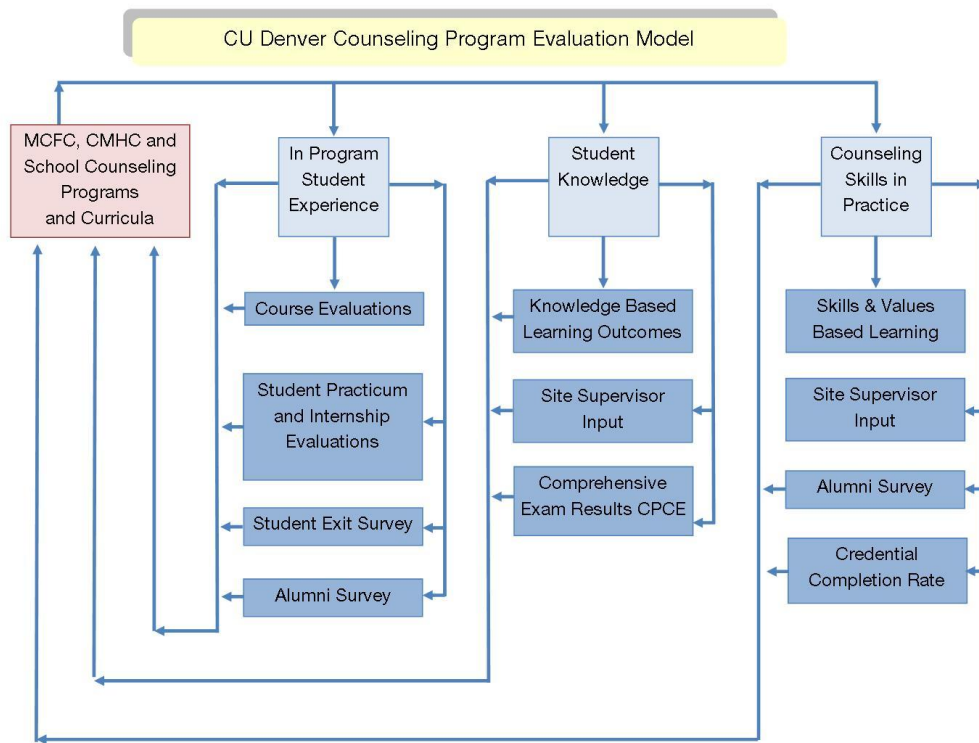 CU Denver Counseling Program Evaluation Model
MCFC, CMHC and
School Counseling
Programs
and Curricula
In Program
Student
Experience
Course Evaluations
Student Practicum
and Internship
Evaluations
Student Exit Survey
Alumni Survey
Student
Knowledge
Knowledge Based
Learning Outcomes
Site Supervisor
Input
Comprehensive
Exam Results CPCE
Counseling
Skills in
Practice
Skills & Values
Based Learning
Site Supervisor
Input
Alumni Survey
Credential
Completion Rate